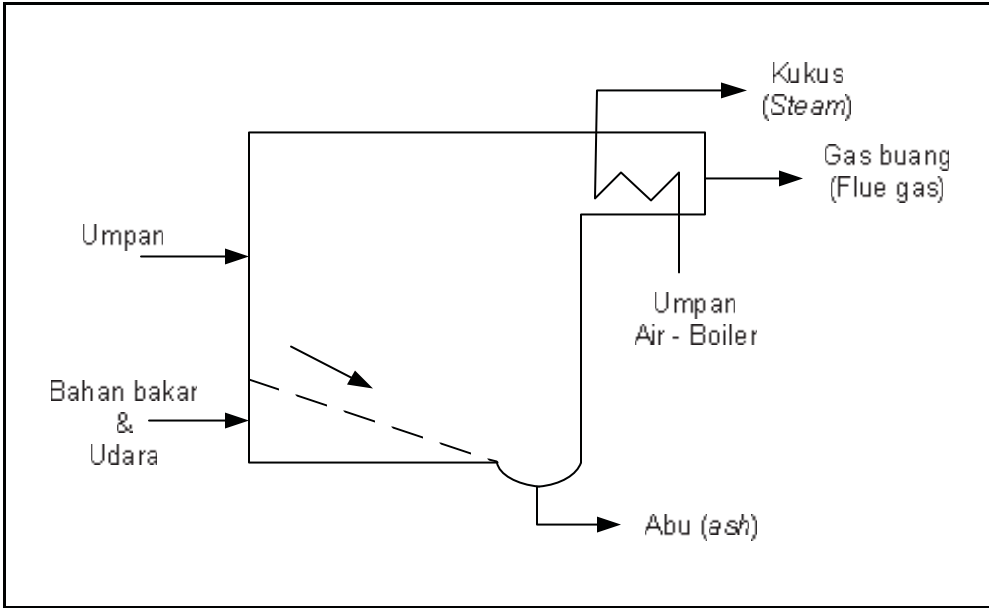 Kukus
(Steam)
Gas buang
(Flue gas)
Umpan
Umpan
Air - Boiler
Bahan bakar
&
Udara
Abu (ash)